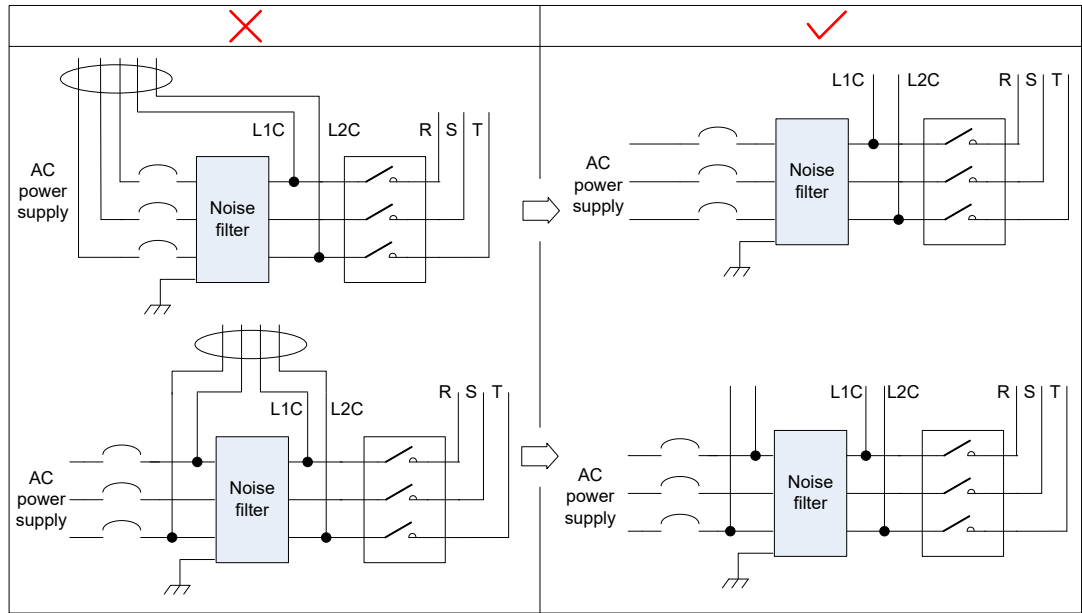 L1C L2C R S T
AC
power
supply
Noise
filter
L1C L2C R S T
AC
power
supply
Noise
filter
L1C L2C R S T
AC
power
supply
Noise
filter
L1C L2C R S T
AC
power
supply
Noise
filter